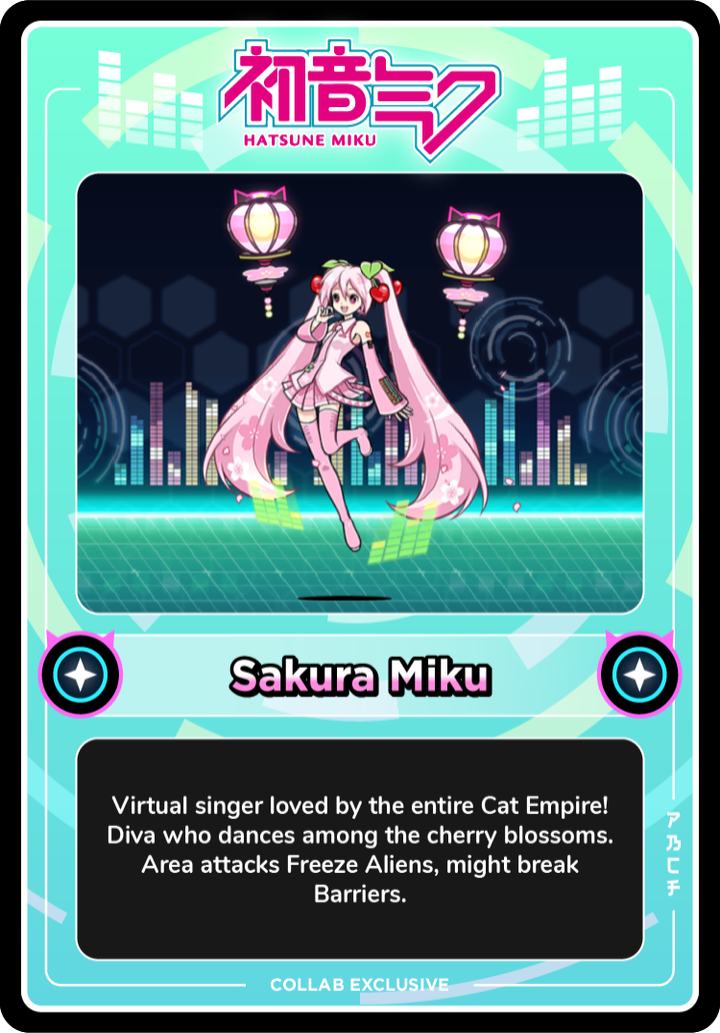 初音ミク
HATSUNE MIKU
Sakura Miku
Virtual singer loved by the entire Cat Empire!
Diva who dances among the cherry blossoms.
Area attacks Freeze Aliens, might break
Barriers.
COLLAB EXCLUSIVE